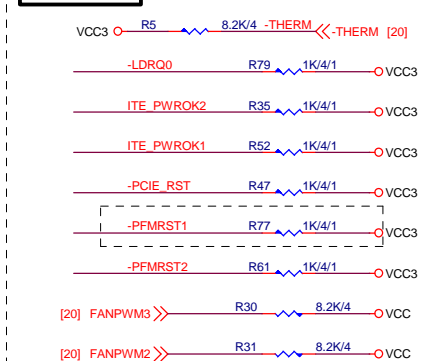 VCC3 R5 8.2K/4 -THERM -THERM [20]
-LDRQ0 R79 1K/4/1 VCC3
ITE_PWROK2 R35 1K/4/1 VCC3
ITE_PWROK1 R52 1K/4/1 VCC3
-PCIE_RST R47 1K/4/1 VCC3
-PFMRST1 R77 1K/4/1 VCC3
-PFMRST2 R61 1K/4/1 VCC3
[20] FANPWM3 R30 8.2K/4 VCC
[20] FANPWM2 R31 8.2K/4 VCC